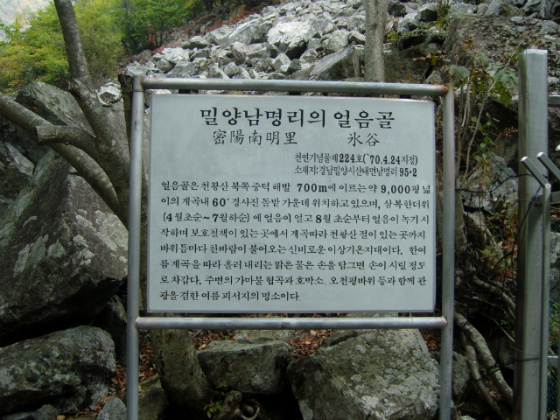 밀양남명리의 얼음골
密陽南明里 氷谷
천연기념물제224호('70.4.24지정)
소재지:경남밀양시산내면남명리 95-2
얼음골은 천황산 북쪽 중턱 해발 700m에 이르는 약 9,000평 넓
이의 계곡내 60° 경사진 돌밭 가운데 위치하고 있으며, 삼복한더위
(4월초순~7월하순)에 얼음이 얼고 8월 초순부터 얼음이 녹기 시
작하며 보호철책이 있는 곳에서 계곡따라 천황산 절이 있는 곳까지
바위틈마다 찬바람이 불어오는 신비로운 이상기온지대이다. 한여
름 계곡을 따라 흘러 내리는 맑은 물은 손을 담그면 손이 시릴 정도
로 차갑다. 주변의 가마불 협곡과 호박소. 오천평바위 등과 함께 관
광을 겸한 여름 피서지의 명소이다.